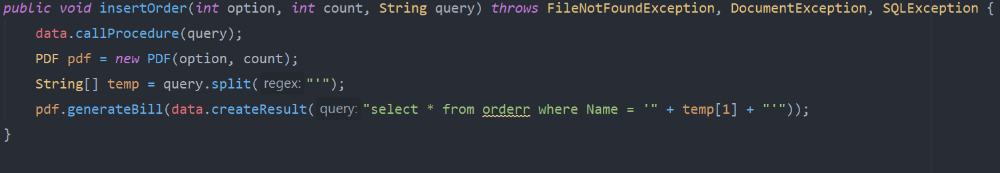 public void insertOrder(int option, int count, String query) throws FileNotFoundException, DocumentException, SQLException {
data.callProcedure(query);
PDF pdf = new PDF(option, count);
String[] temp = query.split( regex: "'");
pdf.generateBill(data.createResult( query: "select * from orderr where Name = '" + temp[1] + "'"));
}